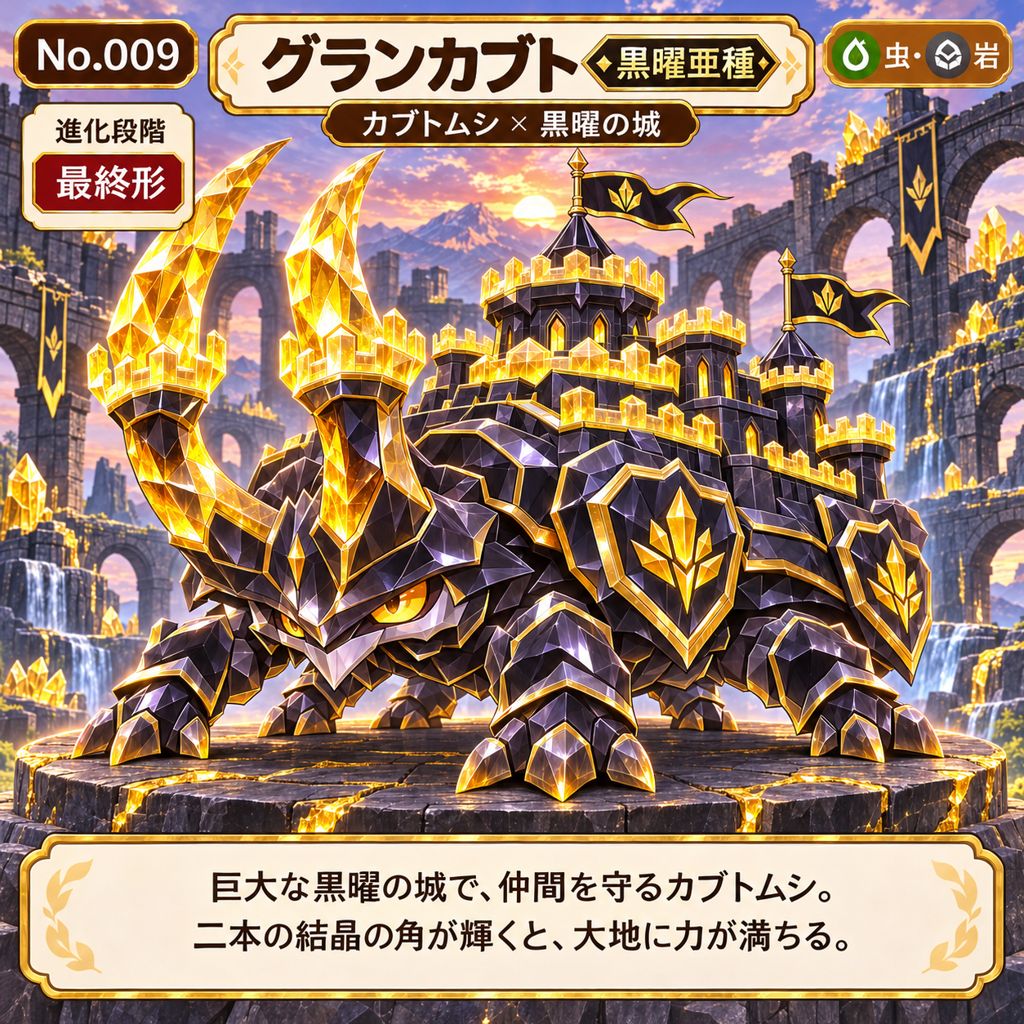 No.009
グランカブト
黒曜亜種
虫・岩
カブトムシ × 黒曜の城
進化段階
最終形
巨大な黒曜の城で、仲間を守るカブトムシ。
二本の結晶の角が輝くと、大地に力が満ちる。